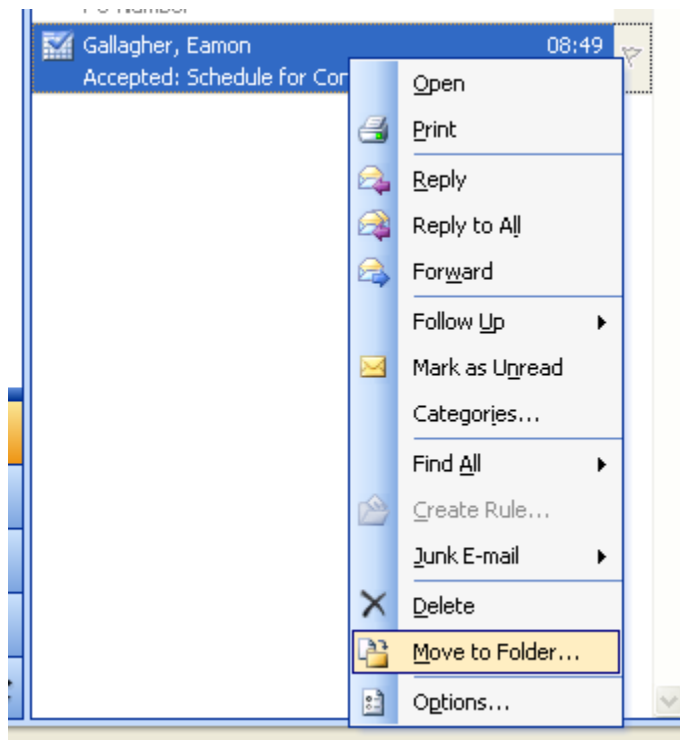 Gallagher, Eamon 08:49
Accepted: Schedule for Con
Open
Print
Reply
Reply to All
Forward
Follow Up
Mark as Unread
Categories...
Find All
Create Rule...
Junk E-mail
Delete
Move to Folder...
Options...